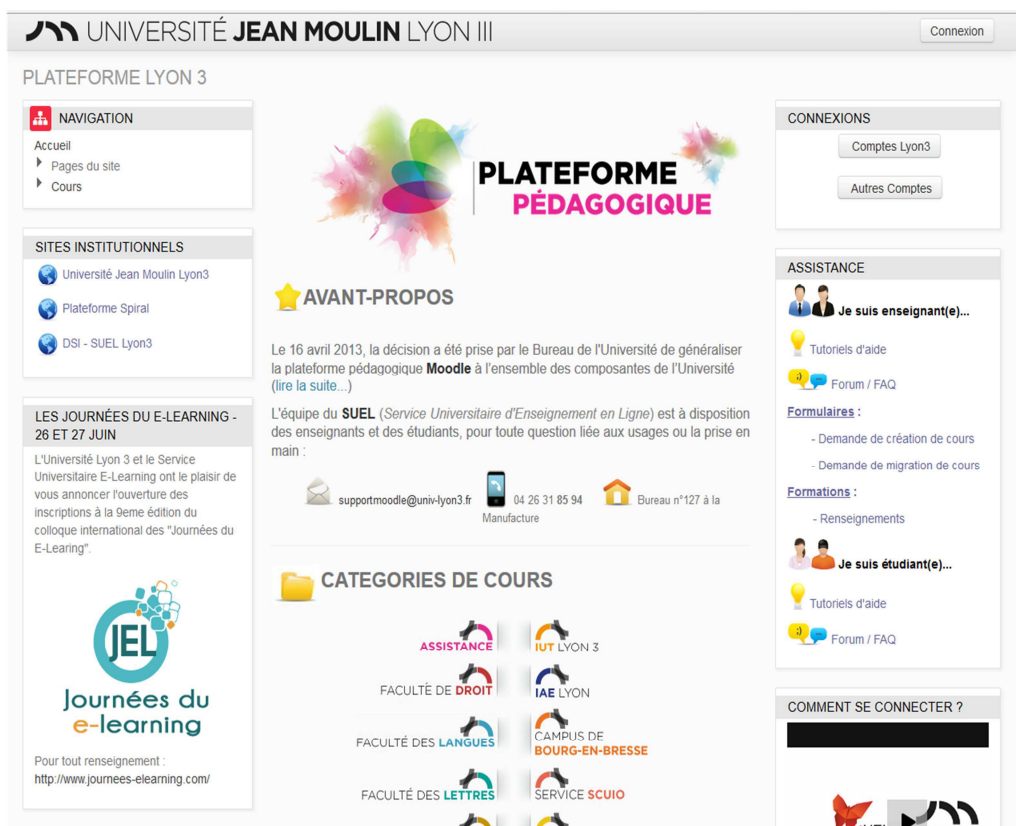 UNIVERSITÉ JEAN MOULIN LYON III
Connexion
PLATEFORME LYON 3
NAVIGATION
Accueil
Pages du site
Cours
SITES INSTITUTIONNELS
Université Jean Moulin Lyon3
Plateforme Spiral
DSI - SUEL Lyon3
LES JOURNÉES DU E-LEARNING -
26 ET 27 JUIN
L'Université Lyon 3 et le Service
Universitaire E-Learning ont le plaisir de
vous annoncer l'ouverture des
inscriptions à la 9eme édition du
colloque international des "Journées du
E-Learing".
JEL
Journées du
e-learning
Pour tout renseignement :
http://www.journees-elearning.com/
PLATEFORME
PÉDAGOGIQUE
AVANT-PROPOS
Le 16 avril 2013, la décision a été prise par le Bureau de l'Université de généraliser
la plateforme pédagogique Moodle à l'ensemble des composantes de l'Université
(lire la suite...)
L'équipe du SUEL (Service Universitaire d'Enseignement en Ligne) est à disposition
des enseignants et des étudiants, pour toute question liée aux usages ou la prise en
main :
supportmoodle@univ-lyon3.fr 04 26 31 85 94 Bureau n°127 à la
Manufacture
CATEGORIES DE COURS
ASSISTANCE
IUT LYON 3
FACULTÉ DE DROIT
IAE LYON
FACULTÉ DES LANGUES
CAMPUS DE
BOURG-EN-BRESSE
FACULTÉ DES LETTRES
SERVICE SCUIO
CONNEXIONS
Comptes Lyon3
Autres Comptes
ASSISTANCE
Je suis enseignant(e)...
Tutoriels d'aide
Forum / FAQ
Formulaires :
- Demande de création de cours
- Demande de migration de cours
Formations :
- Renseignements
Je suis étudiant(e)...
Tutoriels d'aide
Forum / FAQ
COMMENT SE CONNECTER ?